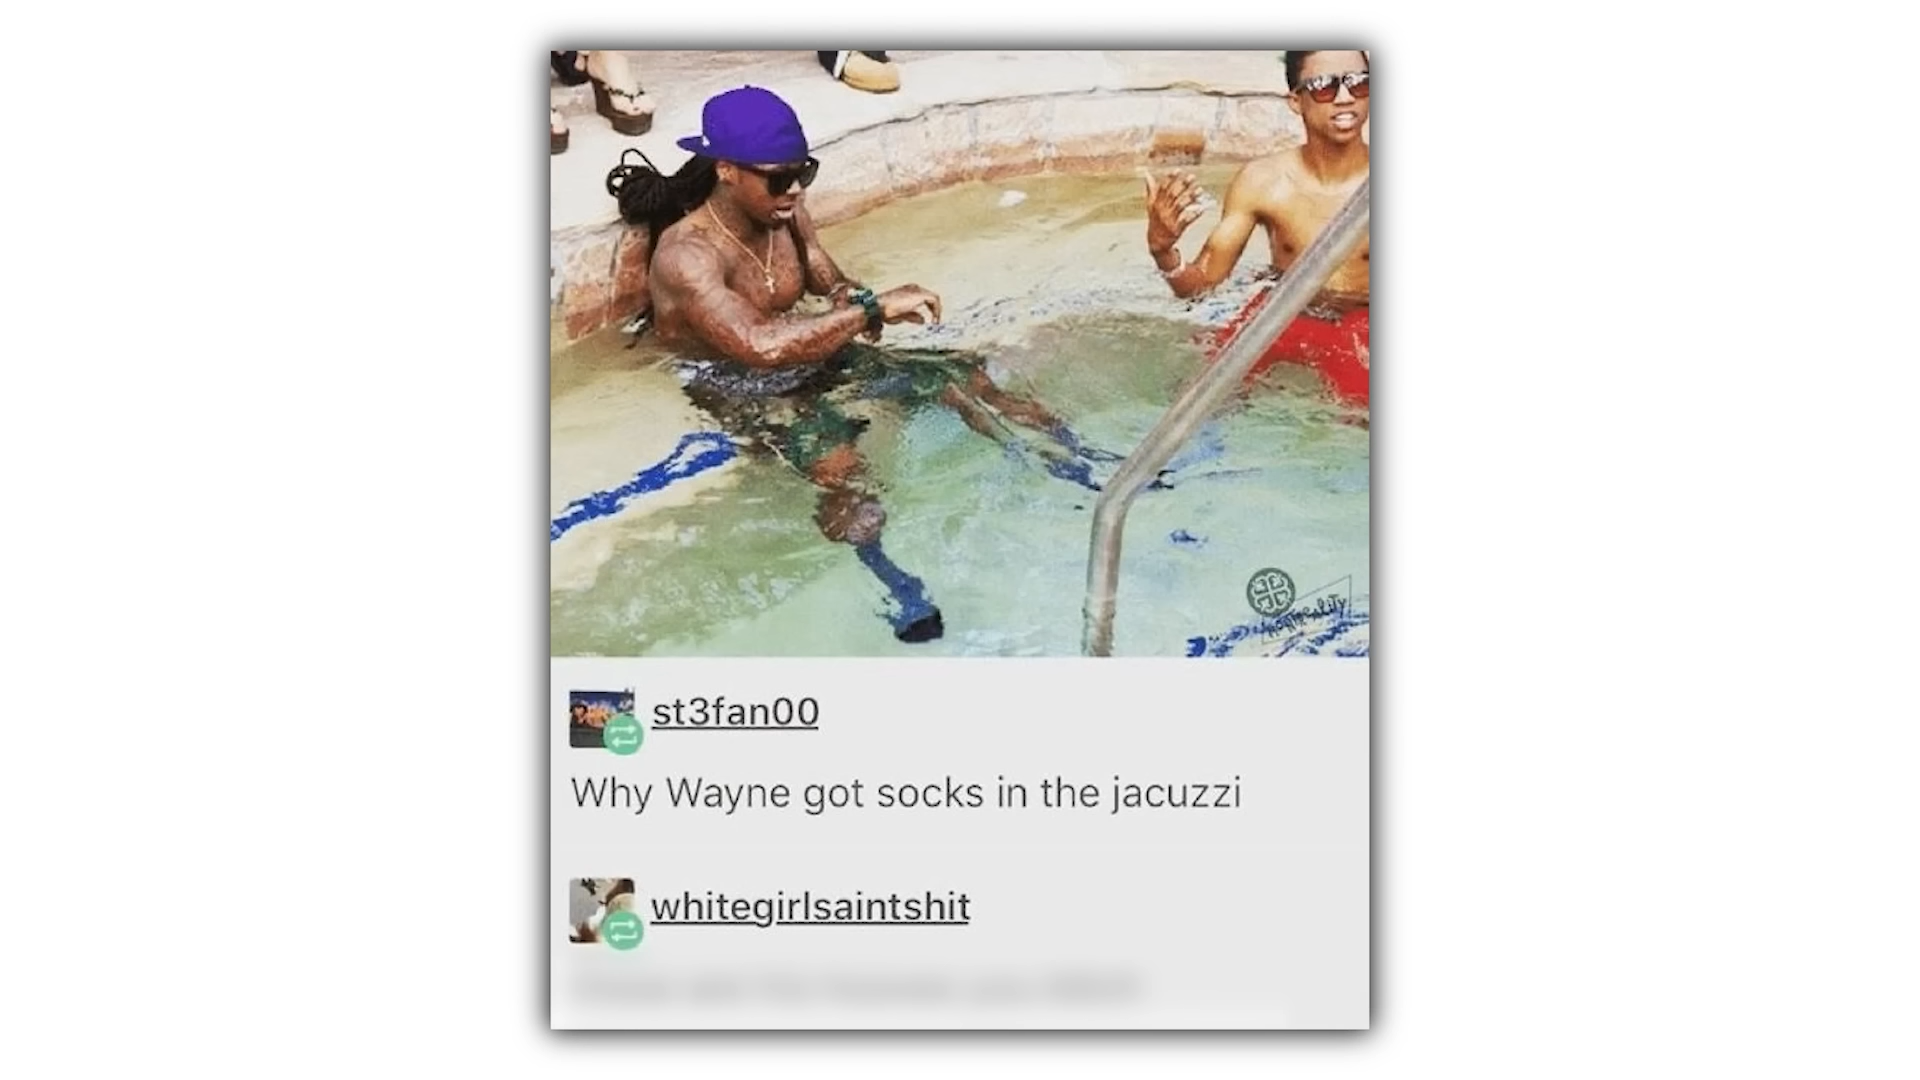 st3fan00
Why Wayne got socks in the jacuzzi
whitegirlsaintshit